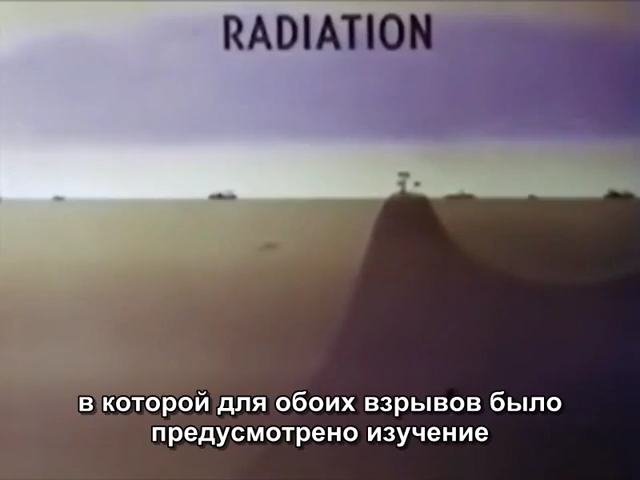 RADIATION
в которой для обоих взрывов было
предусмотрено изучение